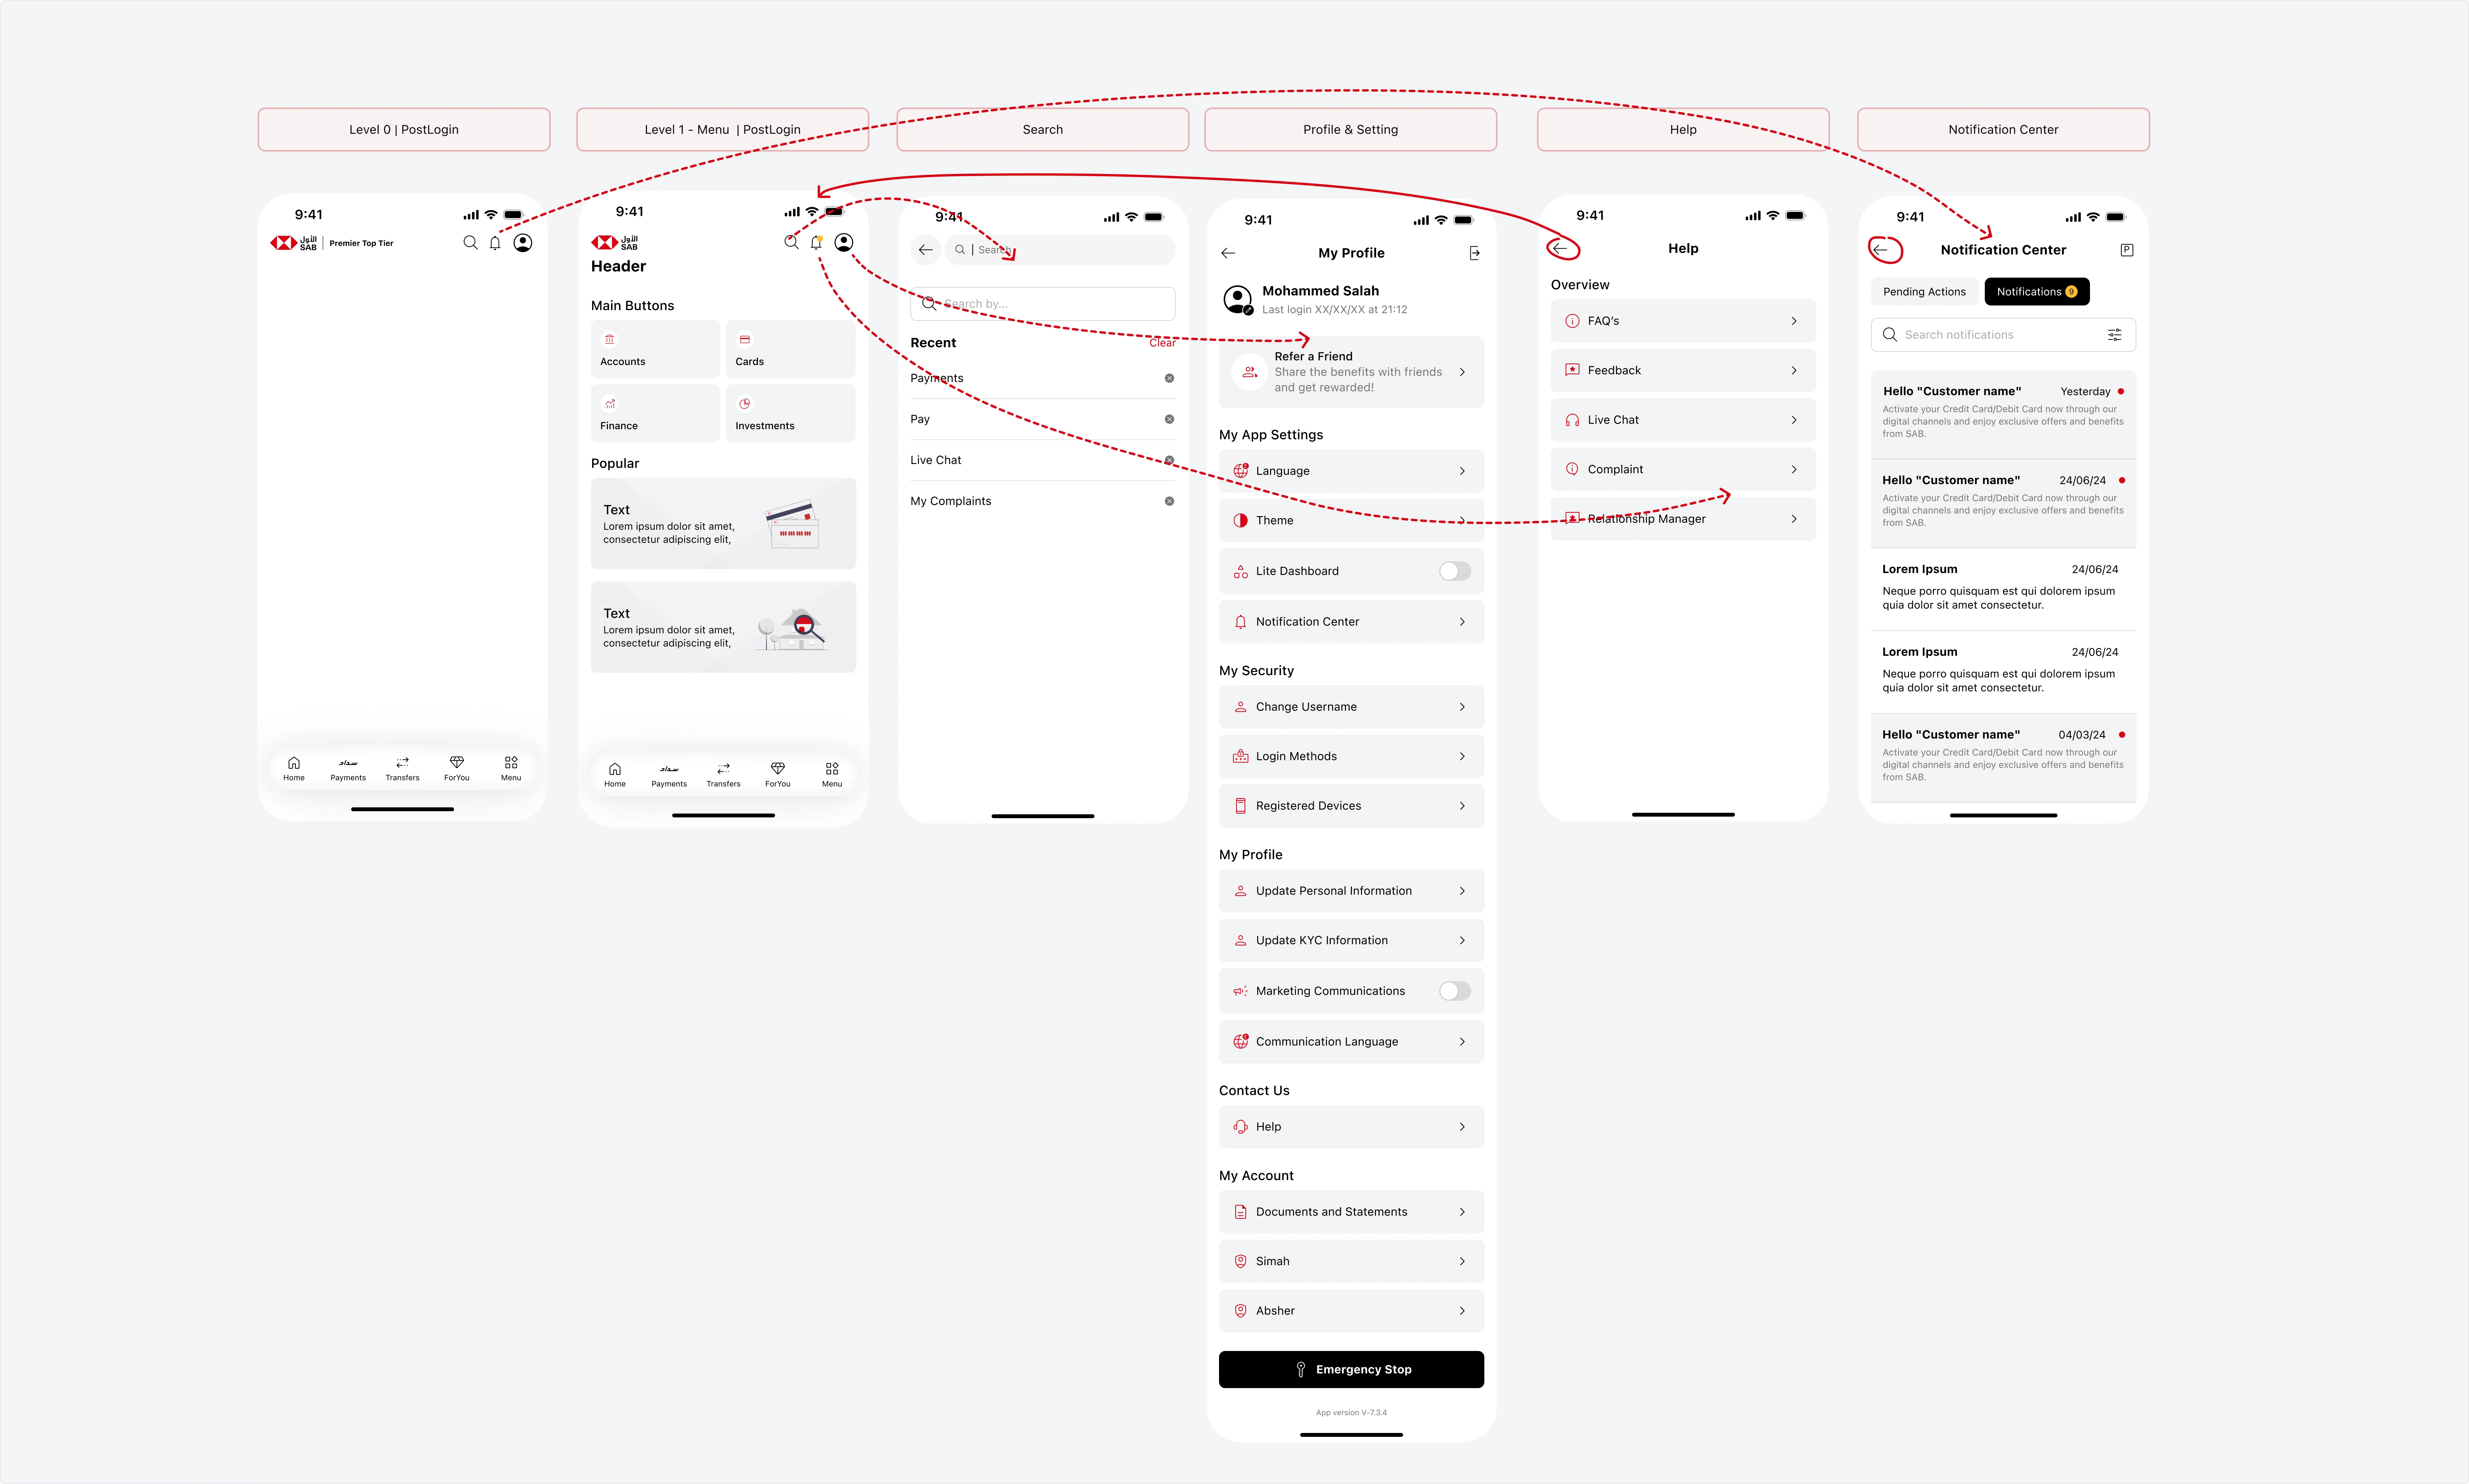 Level 0 | PostLogin
Level 1 - Menu | PostLogin
Search
Profile & Setting
Help
Notification Center
9:41
الأول
SAB
Premier Top Tier
Home
سداد
Payments
Transfers
ForYou
Menu
9:41
الأول
SAB
Header
Main Buttons
Accounts
Cards
Finance
Investments
Popular
Text
Lorem ipsum dolor sit amet,
consectetur adipiscing elit,
Text
Lorem ipsum dolor sit amet,
consectetur adipiscing elit,
Home
سداد
Payments
Transfers
ForYou
Menu
9:41
Search
Search by...
Recent
Clear
Payments
Pay
Live Chat
My Complaints
9:41
My Profile
Mohammed Salah
Last login XX/XX/XX at 21:12
Refer a Friend
Share the benefits with friends
and get rewarded!
My App Settings
Language
Theme
Lite Dashboard
Notification Center
My Security
Change Username
Login Methods
Registered Devices
My Profile
Update Personal Information
Update KYC Information
Marketing Communications
Communication Language
Contact Us
Help
My Account
Documents and Statements
Simah
Absher
Emergency Stop
App version V-7.3.4
9:41
Help
Overview
FAQ's
Feedback
Live Chat
Complaint
Relationship Manager
9:41
Notification Center
P
Pending Actions
Notifications 9
Search notifications
Hello "Customer name" Yesterday
Activate your Credit Card/Debit Card now through our
digital channels and enjoy exclusive offers and benefits
from SAB.
Hello "Customer name" 24/06/24
Activate your Credit Card/Debit Card now through our
digital channels and enjoy exclusive offers and benefits
from SAB.
Lorem Ipsum 24/06/24
Neque porro quisquam est qui dolorem ipsum
quia dolor sit amet consectetur.
Lorem Ipsum 24/06/24
Neque porro quisquam est qui dolorem ipsum
quia dolor sit amet consectetur.
Hello "Customer name" 04/03/24
Activate your Credit Card/Debit Card now through our
digital channels and enjoy exclusive offers and benefits
from SAB.